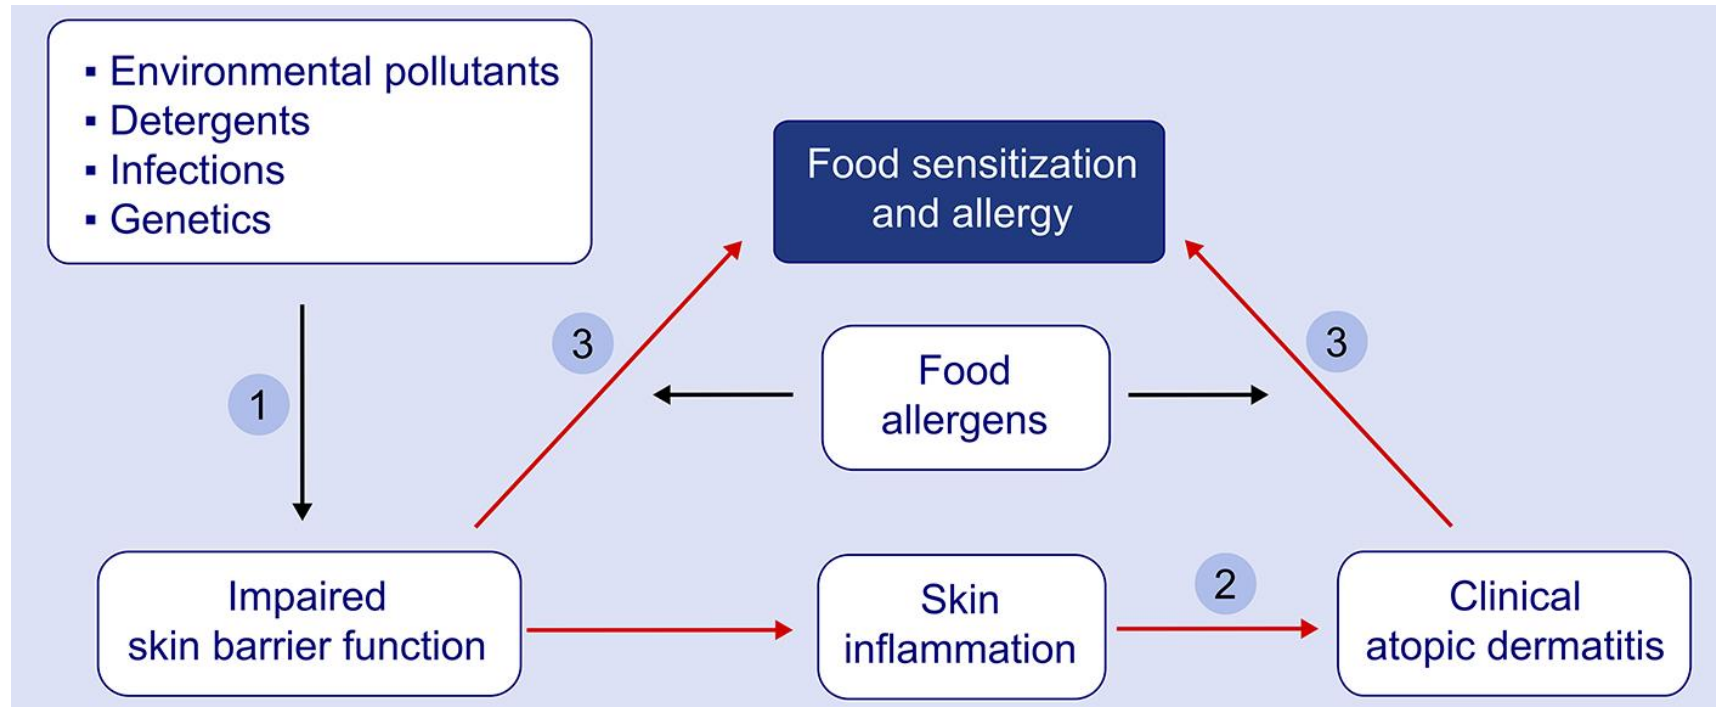 ▪ Environmental pollutants
▪ Detergents
▪ Infections
▪ Genetics
Food sensitization
and allergy
3
3
Food
allergens
1
Impaired
skin barrier function
Skin
inflammation
2
Clinical
atopic dermatitis